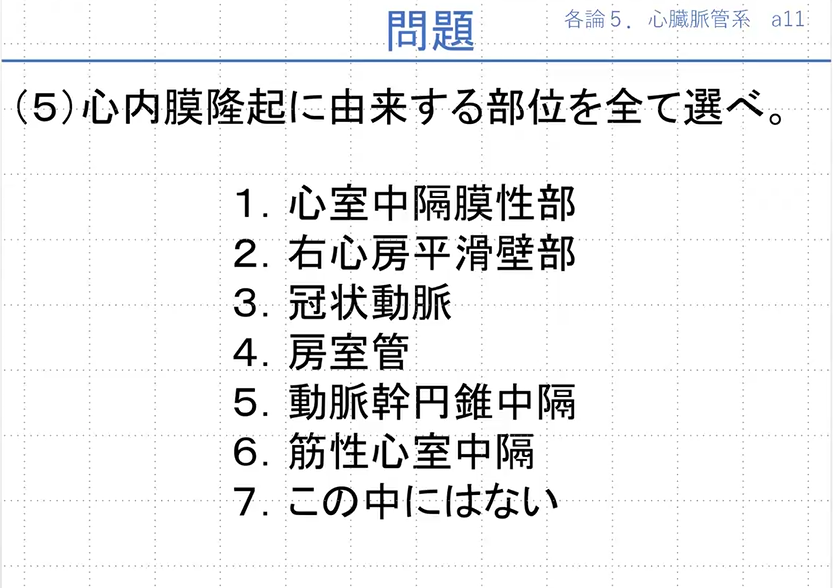 問題
各論５．心臓脈管系 a11
（５）心内膜隆起に由来する部位を全て選べ。
１．心室中隔膜性部
２．右心房平滑壁部
３．冠状動脈
４．房室管
５．動脈幹円錐中隔
６．筋性心室中隔
７．この中にはない